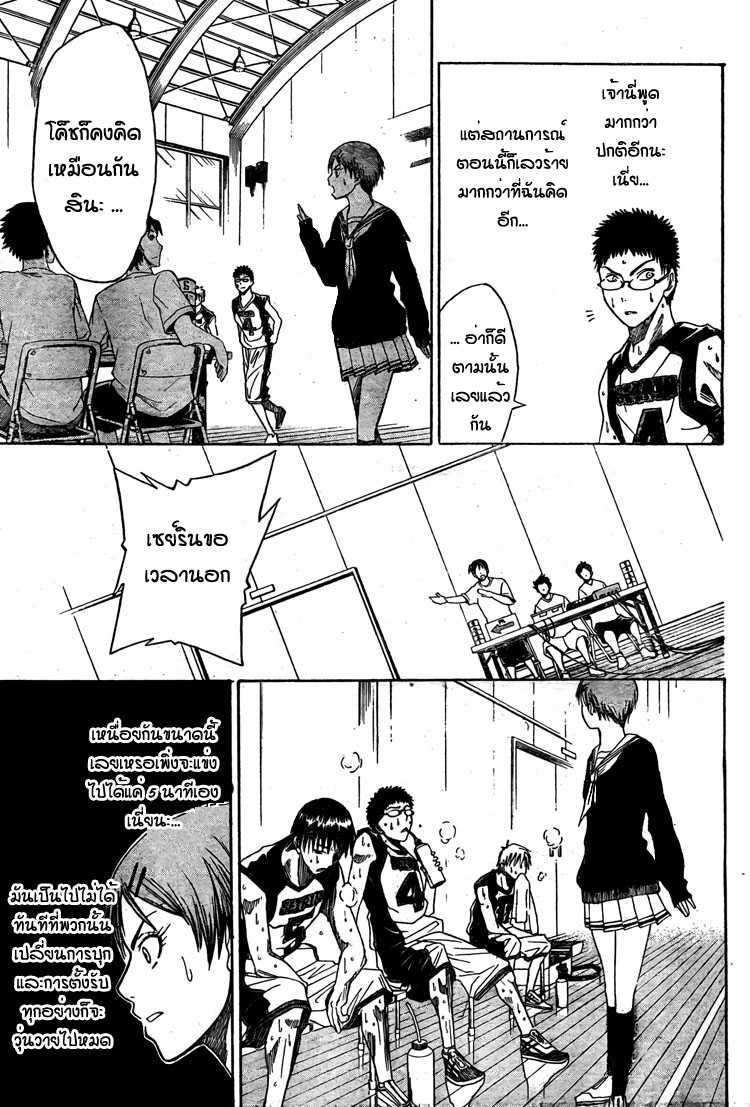 เจ้านี่พูด
มากกว่า
ปกติอีกนะ
เนี่ย...
แต่สถานการณ์
ตอนนี้ก็เลวร้าย
มากกว่าที่ฉันคิด
อีก...
... อ่าก็ดี
ตามนั้น
เลยแล้ว
กัน
4
โค้ชก็คงคิด
เหมือนกัน
สินะ ...
4
เซย์รินขอ
เวลานอก
เหนื่อยกันขนาดนี้
เลยเหรอเพิ่งจะแข่ง
ไปได้แค่ 5 นาทีเอง
เนี่ยนะ...
มันเป็นไปไม่ได้
ทันทีที่พวกนั้น
เปลี่ยนการบุก
และการตั้งรับ
ทุกอย่างก็จะ
วุ่นวายไปหมด
4